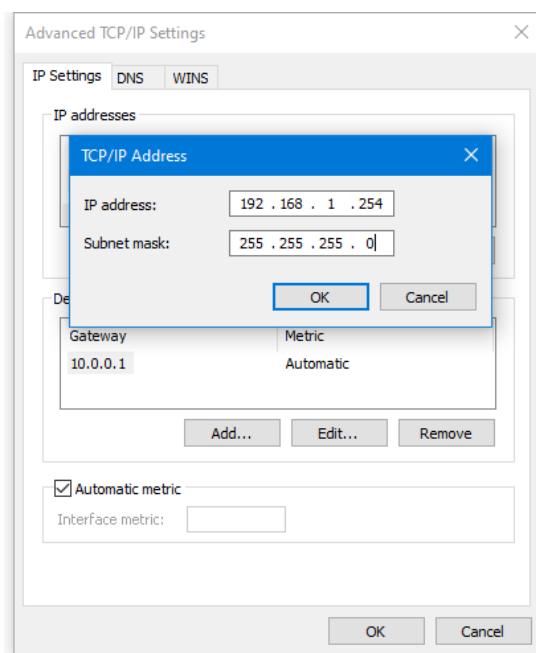 Advanced TCP/IP Settings
IP Settings DNS WINS
IP addresses
TCP/IP Address
IP address: 192 . 168 . 1 . 254
Subnet mask: 255 . 255 . 255 . 0
OK Cancel
Gateway Metric
10.0.0.1 Automatic
Add... Edit... Remove
Automatic metric
Interface metric:
OK Cancel